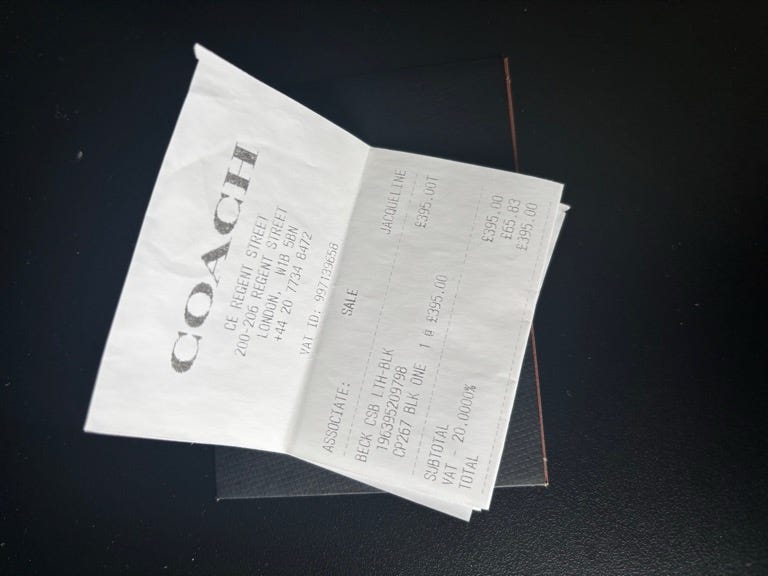 COACH
CE REGENT STREET
200-206 REGENT STREET
LONDON, W1B 5BN
+44 20 7734 8472
VAT ID: 997139658
ASSOCIATE: JACQUELINE
SALE
BECK CSB LTH-BLK £395.00T
196395209798
CP267 BLK ONE 1 @ £395.00
SUBTOTAL £395.00
VAT - 20.0000% £65.83
TOTAL £395.00